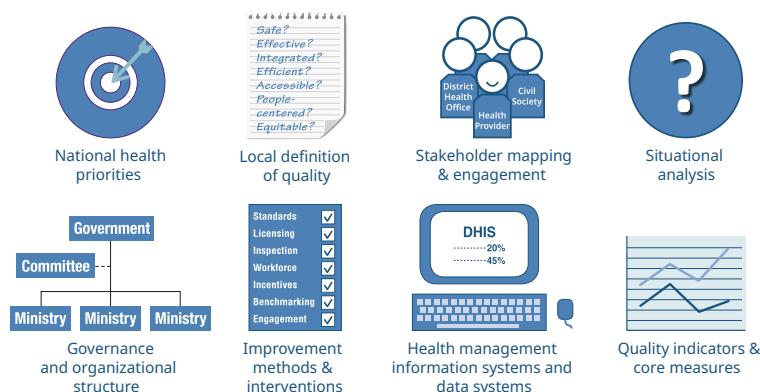 Safe?
Effective?
Integrated?
Efficient?
Accessible?
People-
centered?
Equitable?
District
Health
Office
Civil
Society
Health
Provider
?
National health
priorities
Local definition
of quality
Stakeholder mapping
& engagement
Situational
analysis
Government
Committee
Ministry Ministry Ministry
Standards
Licensing
Inspection
Workforce
Incentives
Benchmarking
Engagement
DHIS
----------20%
----------45%
Governance
and organizational
structure
Improvement
methods &
interventions
Health management
information systems and
data systems
Quality indicators &
core measures